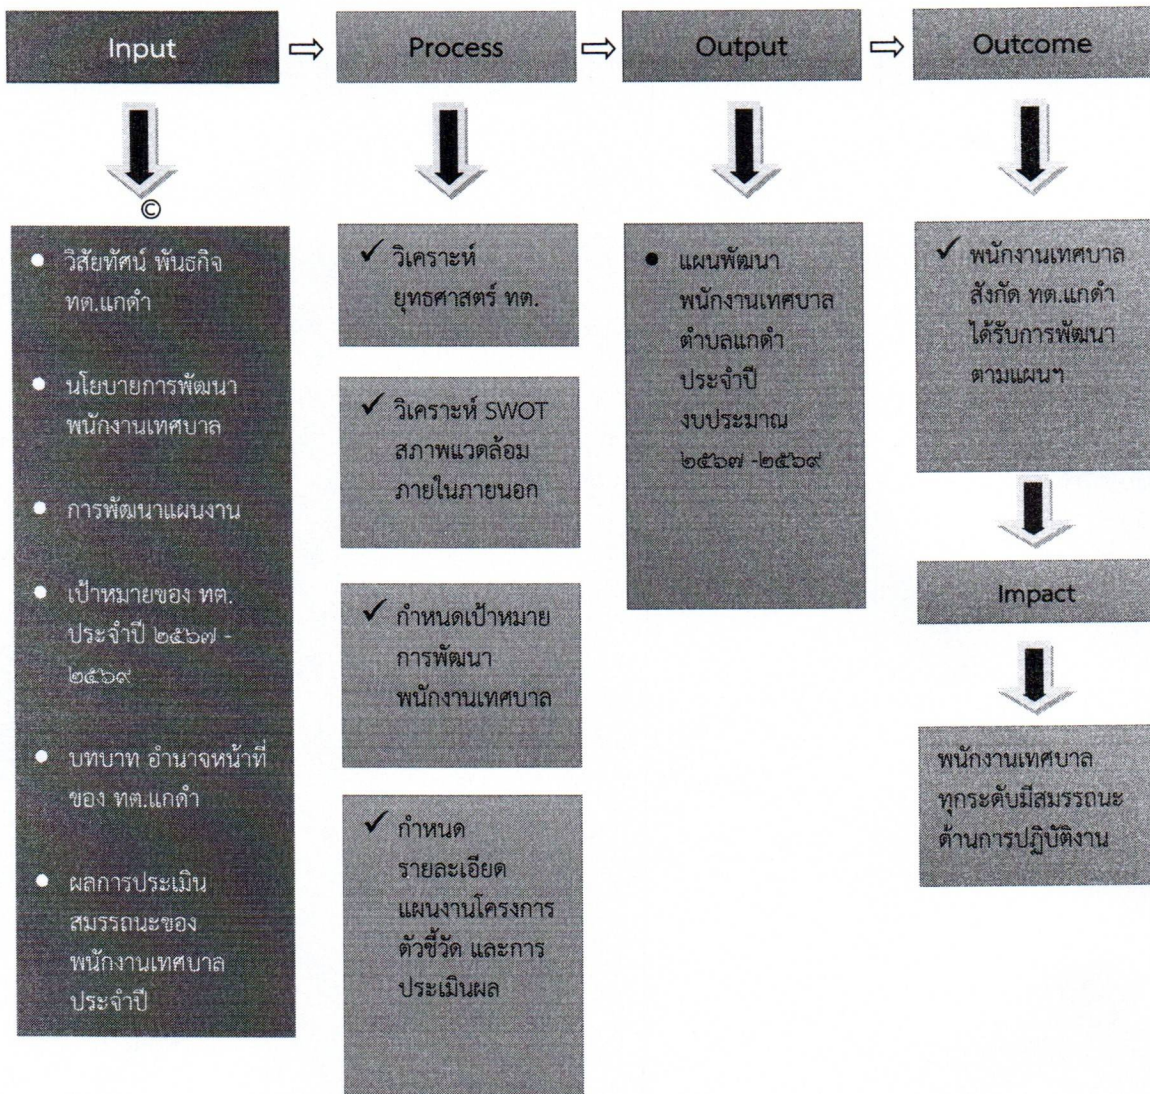 Input
Process
Output
Outcome
©
วิสัยทัศน์ พันธกิจ
ทต.แกดำ
นโยบายการพัฒนา
พนักงานเทศบาล
การพัฒนาแผนงาน
เป้าหมายของ ทต.
ประจำปี ๒๕๖๗ -
๒๕๖๙
บทบาท อำนาจหน้าที่
ของ ทต.แกดำ
ผลการประเมิน
สมรรถนะของ
พนักงานเทศบาล
ประจำปี
✓ วิเคราะห์
ยุทธศาสตร์ ทต.
✓ วิเคราะห์ SWOT
สภาพแวดล้อม
ภายในภายนอก
✓ กำหนดเป้าหมาย
การพัฒนา
พนักงานเทศบาล
✓ กำหนด
รายละเอียด
แผนงานโครงการ
ตัวชี้วัด และการ
ประเมินผล
แผนพัฒนา
พนักงานเทศบาล
ตำบลแกดำ
ประจำปี
งบประมาณ
๒๕๖๗ -๒๕๖๙
✓ พนักงานเทศบาล
สังกัด ทต.แกดำ
ได้รับการพัฒนา
ตามแผนฯ
Impact
พนักงานเทศบาล
ทุกระดับมีสมรรถนะ
ด้านการปฏิบัติงาน